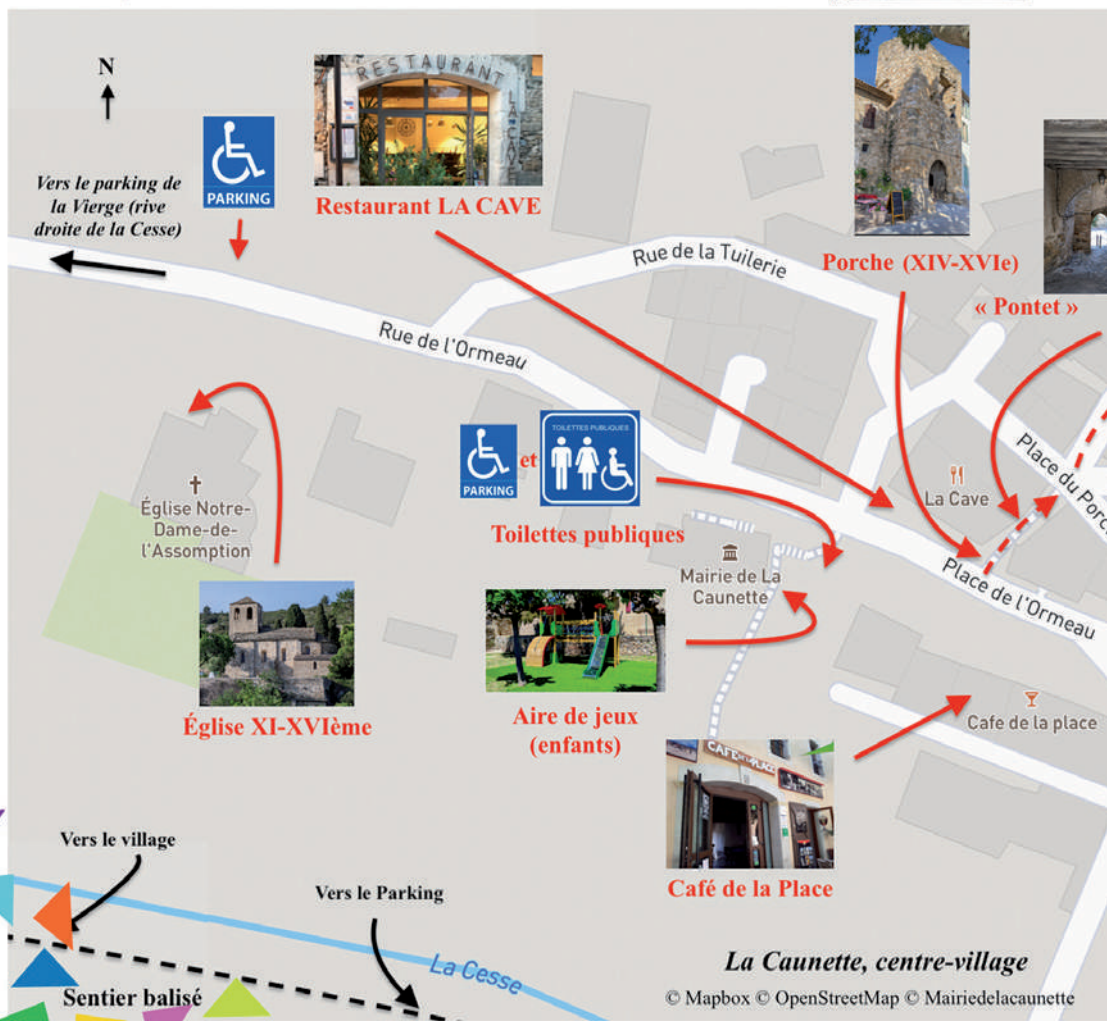 N
PARKING
Vers le parking de
la Vierge (rive
droite de la Cesse)
RESTAURANT
LA CAVE
Restaurant LA CAVE
Porche (XIV-XVIe)
« Pontet »
Rue de la Tuilerie
Rue de l'Ormeau
PARKING
et
TOILETTES PUBLIQUES
Toilettes publiques
La Cave
Place du Porc
Place de l'Ormeau
Église Notre-
Dame-de-
l'Assomption
Mairie de La
Caunette
Église XI-XVIème
Aire de jeux
(enfants)
Cafe de la place
CAFE DE LA PLACE
Café de la Place
Vers le village
Vers le Parking
La Cesse
Sentier balisé
La Caunette, centre-village
© Mapbox © OpenStreetMap © Mairiedelacaunette